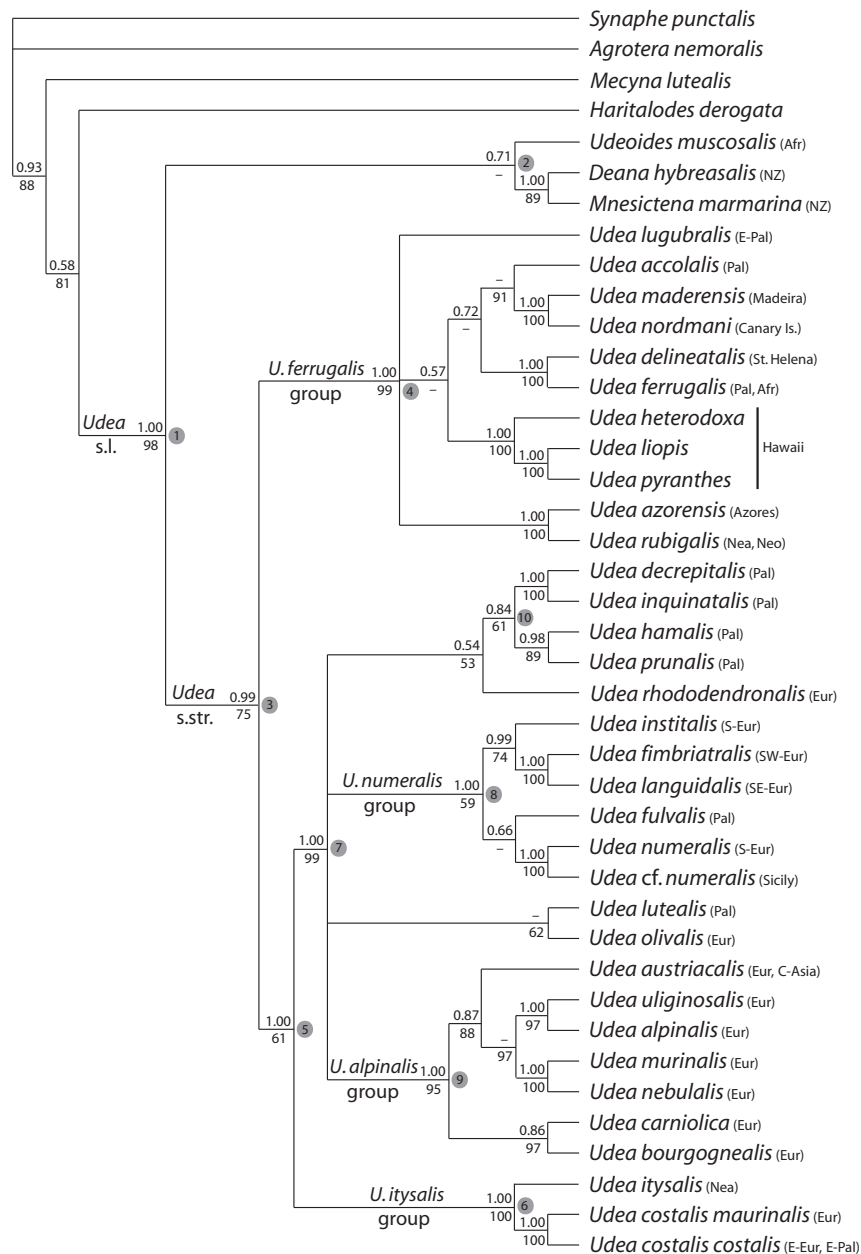 Synaphe punctalis
Agrotera nemoralis
Mecyna lutealis
Haritalodes derogata
Udeoides muscosalis (Afr)
Deana hybreasalis (NZ)
Mnesictena marmarina (NZ)
Udea lugubralis (E-Pal)
Udea accolalis (Pal)
Udea maderensis (Madeira)
Udea nordmani (Canary Is.)
Udea delineatalis (St. Helena)
Udea ferrugalis (Pal, Afr)
Udea heterodoxa
Udea liopis
Udea pyranthes
Hawaii
Udea azorensis (Azores)
Udea rubigalis (Nea, Neo)
Udea decrepitalis (Pal)
Udea inquinatalis (Pal)
Udea hamalis (Pal)
Udea prunalis (Pal)
Udea rhododendronalis (Eur)
Udea institalis (S-Eur)
Udea fimbriatralis (SW-Eur)
Udea languidalis (SE-Eur)
Udea fulvalis (Pal)
Udea numeralis (S-Eur)
Udea cf. numeralis (Sicily)
Udea lutealis (Pal)
Udea olivalis (Eur)
Udea austriacalis (Eur, C-Asia)
Udea uliginosalis (Eur)
Udea alpinalis (Eur)
Udea murinalis (Eur)
Udea nebulalis (Eur)
Udea carniolica (Eur)
Udea bourgognealis (Eur)
Udea itysalis (Nea)
Udea costalis maurinalis (Eur)
Udea costalis costalis (E-Eur, E-Pal)
0.93
88
0.58
81
Udea
s.l.
1.00
98
1
0.71
–
2
1.00
89
Udea
s.str.
0.99
75
3
U. ferrugalis
group
1.00
99
4
0.57
–
0.72
–
–
91
1.00
100
1.00
100
1.00
100
1.00
100
1.00
100
1.00
61
5
1.00
99
7
0.54
53
0.84
61
10
1.00
100
0.98
89
U. numeralis
group
1.00
59
8
0.99
74
1.00
100
0.66
–
1.00
100
–
62
U. alpinalis
group
1.00
95
9
0.87
88
–
97
1.00
97
1.00
100
0.86
97
U. itysalis
group
1.00
100
6
1.00
100